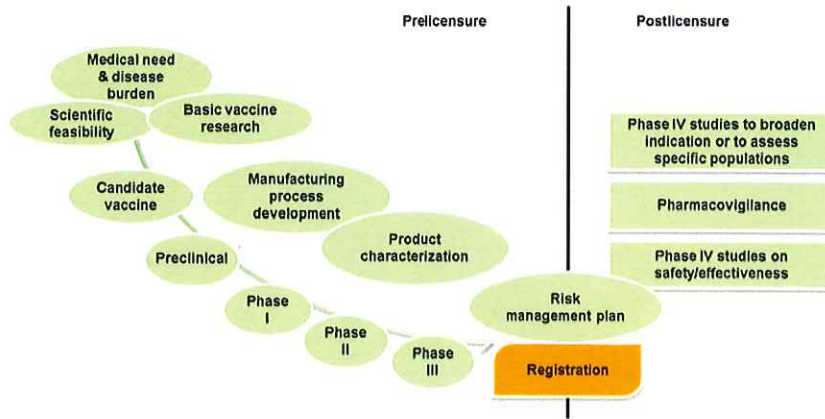 Prelicensure
Postlicensure
Medical need
& disease
burden
Scientific
feasibility
Basic vaccine
research
Candidate
vaccine
Manufacturing
process
development
Preclinical
Product
characterization
Phase
I
Phase
II
Phase
III
Risk
management plan
Registration
Phase IV studies to broaden
indication or to assess
specific populations
Pharmacovigilance
Phase IV studies on
safety/effectiveness